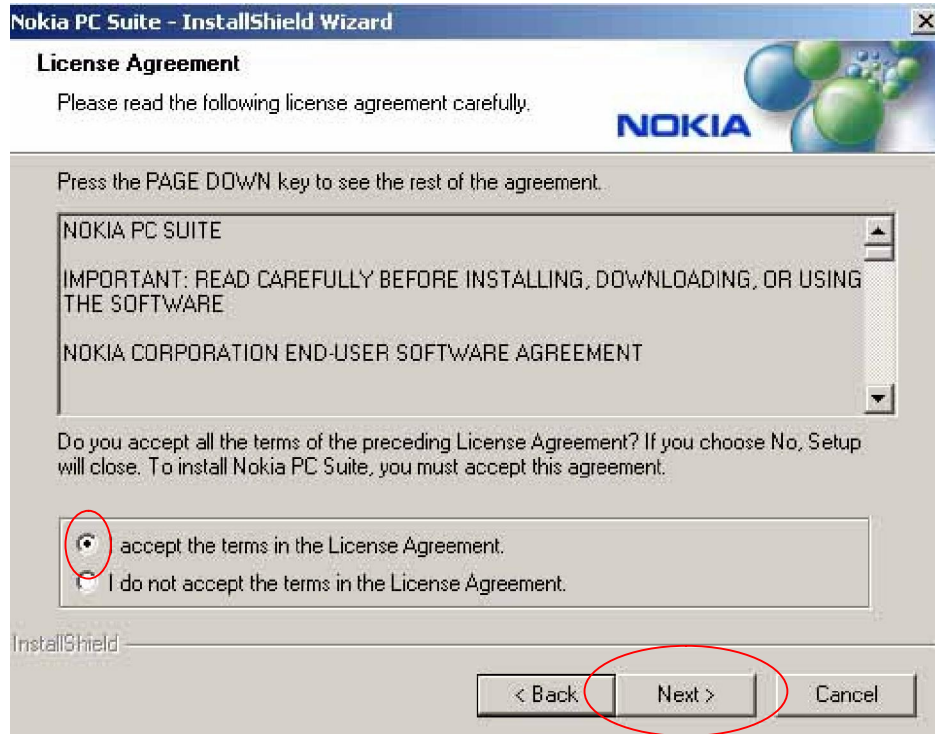 Nokia PC Suite - InstallShield Wizard
License Agreement
Please read the following license agreement carefully.
NOKIA
Press the PAGE DOWN key to see the rest of the agreement.
NOKIA PC SUITE
IMPORTANT: READ CAREFULLY BEFORE INSTALLING, DOWNLOADING, OR USING
THE SOFTWARE
NOKIA CORPORATION END-USER SOFTWARE AGREEMENT
Do you accept all the terms of the preceding License Agreement? If you choose No, Setup
will close. To install Nokia PC Suite, you must accept this agreement.
I accept the terms in the License Agreement.
I do not accept the terms in the License Agreement.
InstallShield
< Back
Next >
Cancel